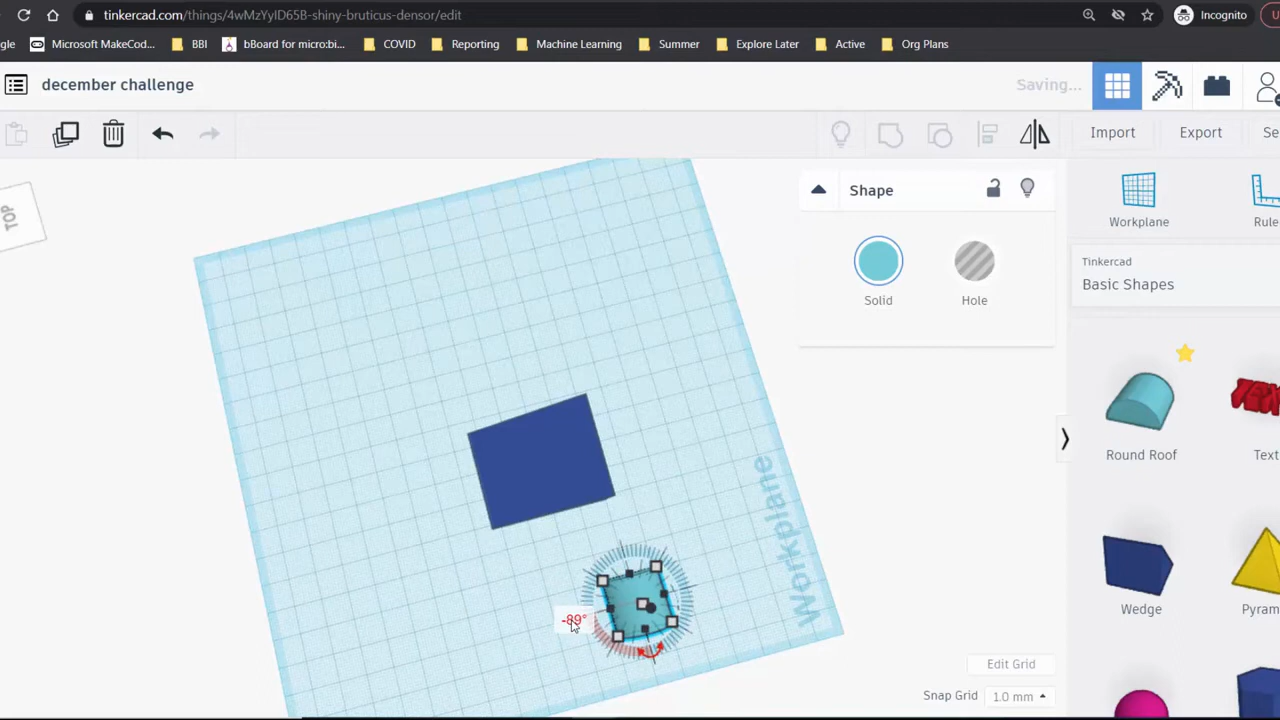 tinkercad.com/things/4wMzYyID65B-shiny-bruticus-densor/edit
Incognito
gle
Microsoft MakeCod...
BBI
bBoard for micro:bi...
COVID
Reporting
Machine Learning
Summer
Explore Later
Active
Org Plans
december challenge
Saving...
Import
Export
Se
TOP
Shape
Solid
Hole
Workplane
Rule
Tinkercad
Basic Shapes
Round Roof
TEX
Text
Wedge
Pyram
Workplane
-89°
Edit Grid
Snap Grid
1.0 mm